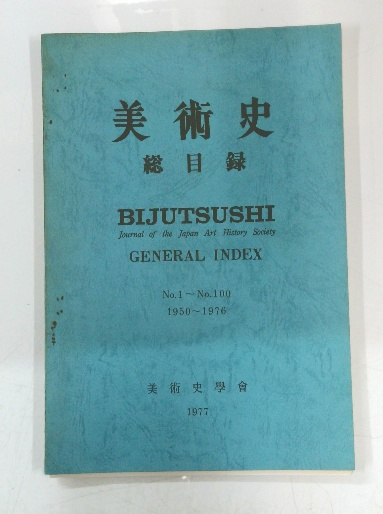 美術史
総目録
BIJUTSUSHI
Journal of the Japan Art History Society
GENERAL INDEX
No.1～No.100
1950～1976
美術史學會
1977